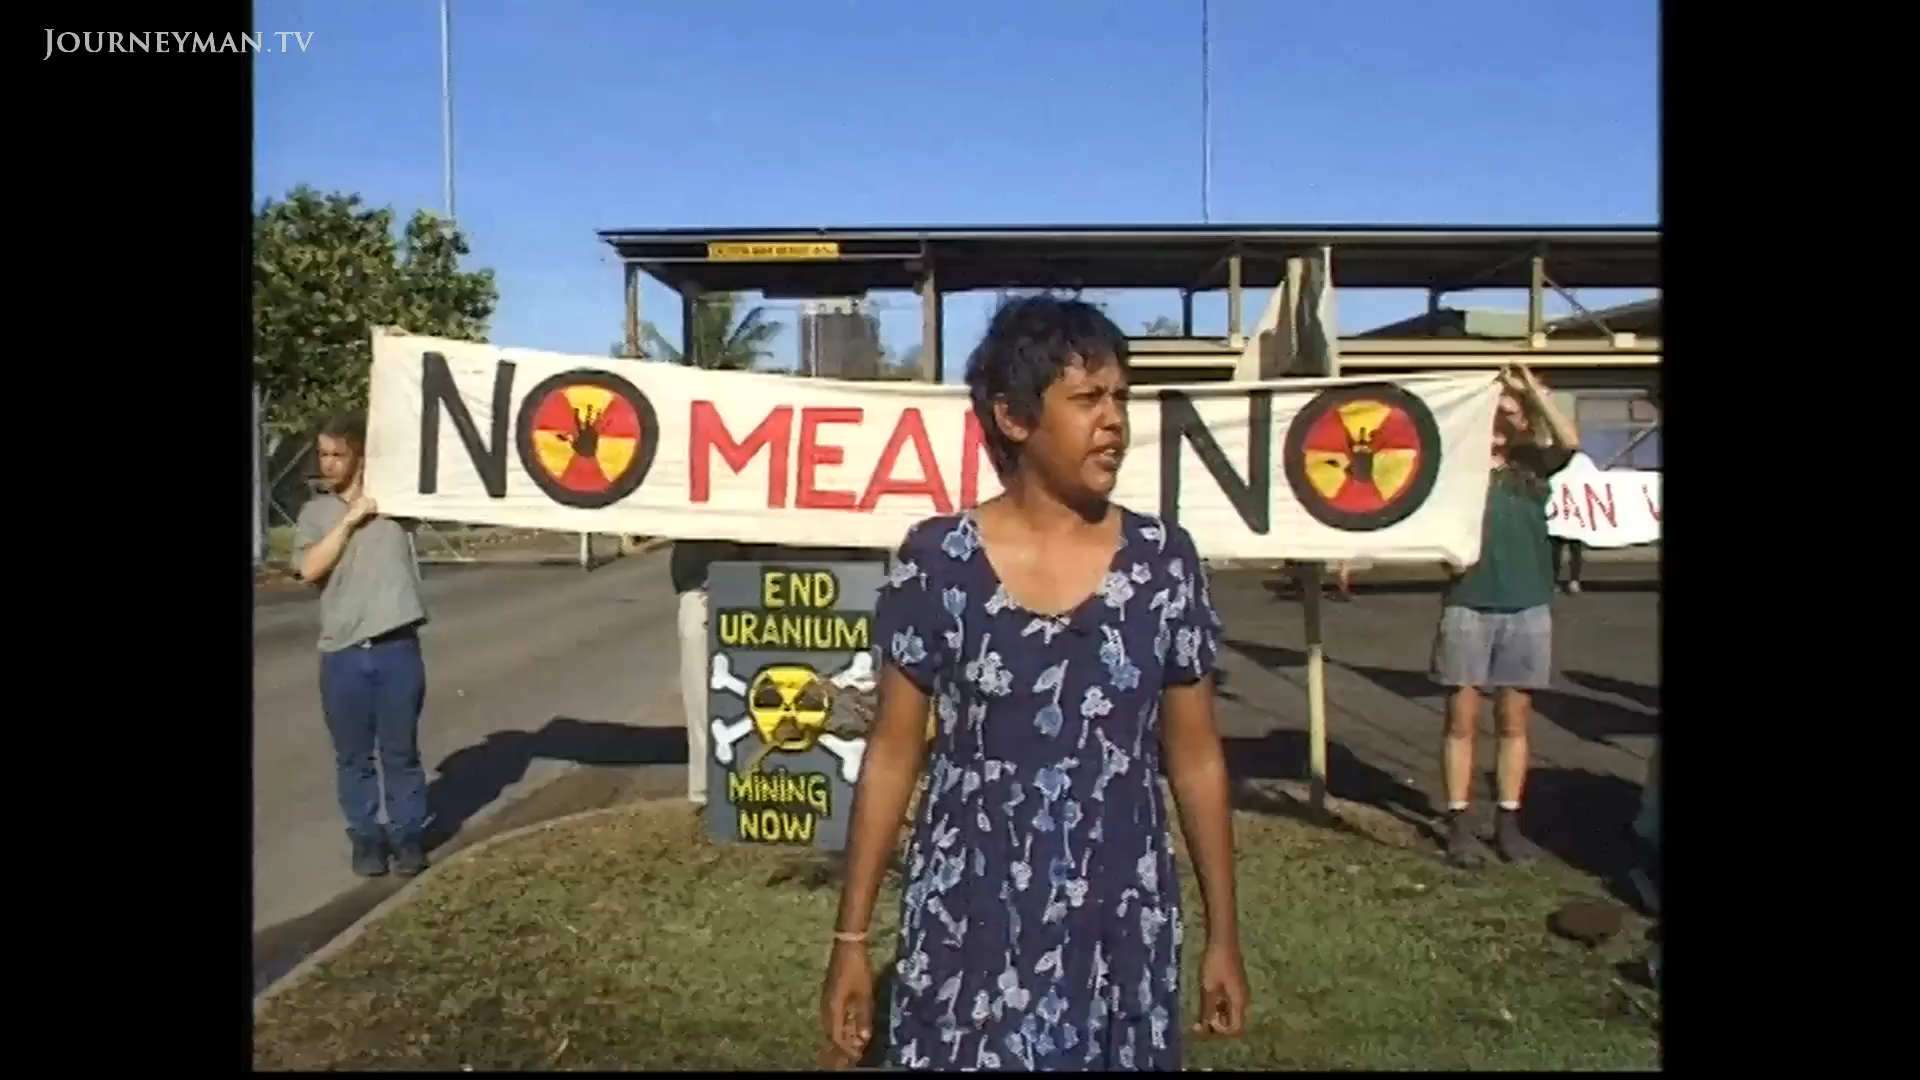 JOURNEYMAN.TV
NO MEAN NO
END
URANIUM
MINING
NOW